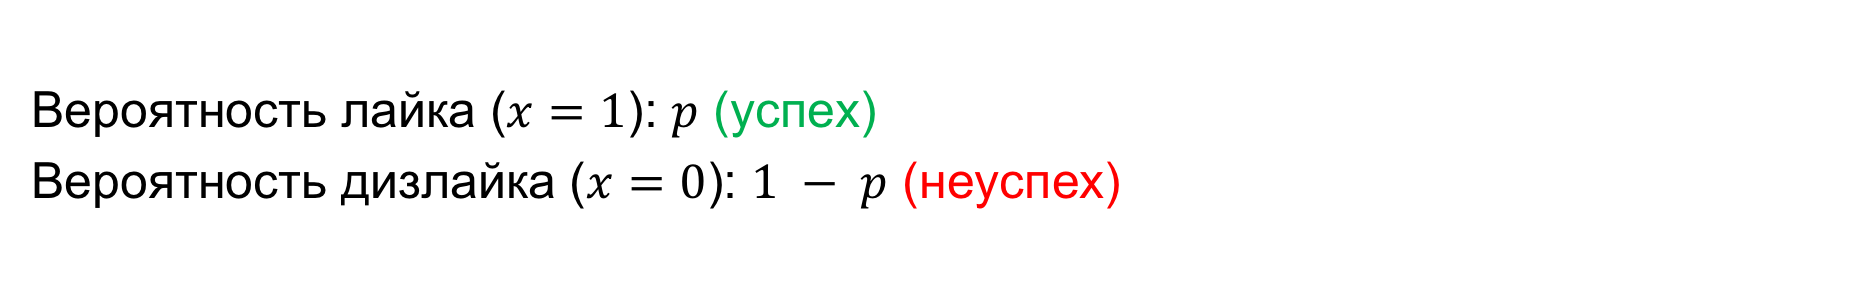 Вероятность лайка (𝑥 = 1): 𝑝 (успех)
Вероятность дизлайка (𝑥 = 0): 1 − 𝑝 (неуспех)